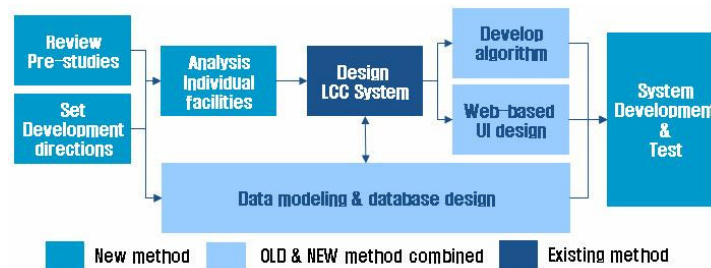 Review
Pre-studies
Set
Development
directions
Analysis
Individual
facilities
Design
LCC System
Develop
algorithm
Web-based
UI design
System
Development
&
Test
Data modeling & database design
New method
OLD & NEW method combined
Existing method